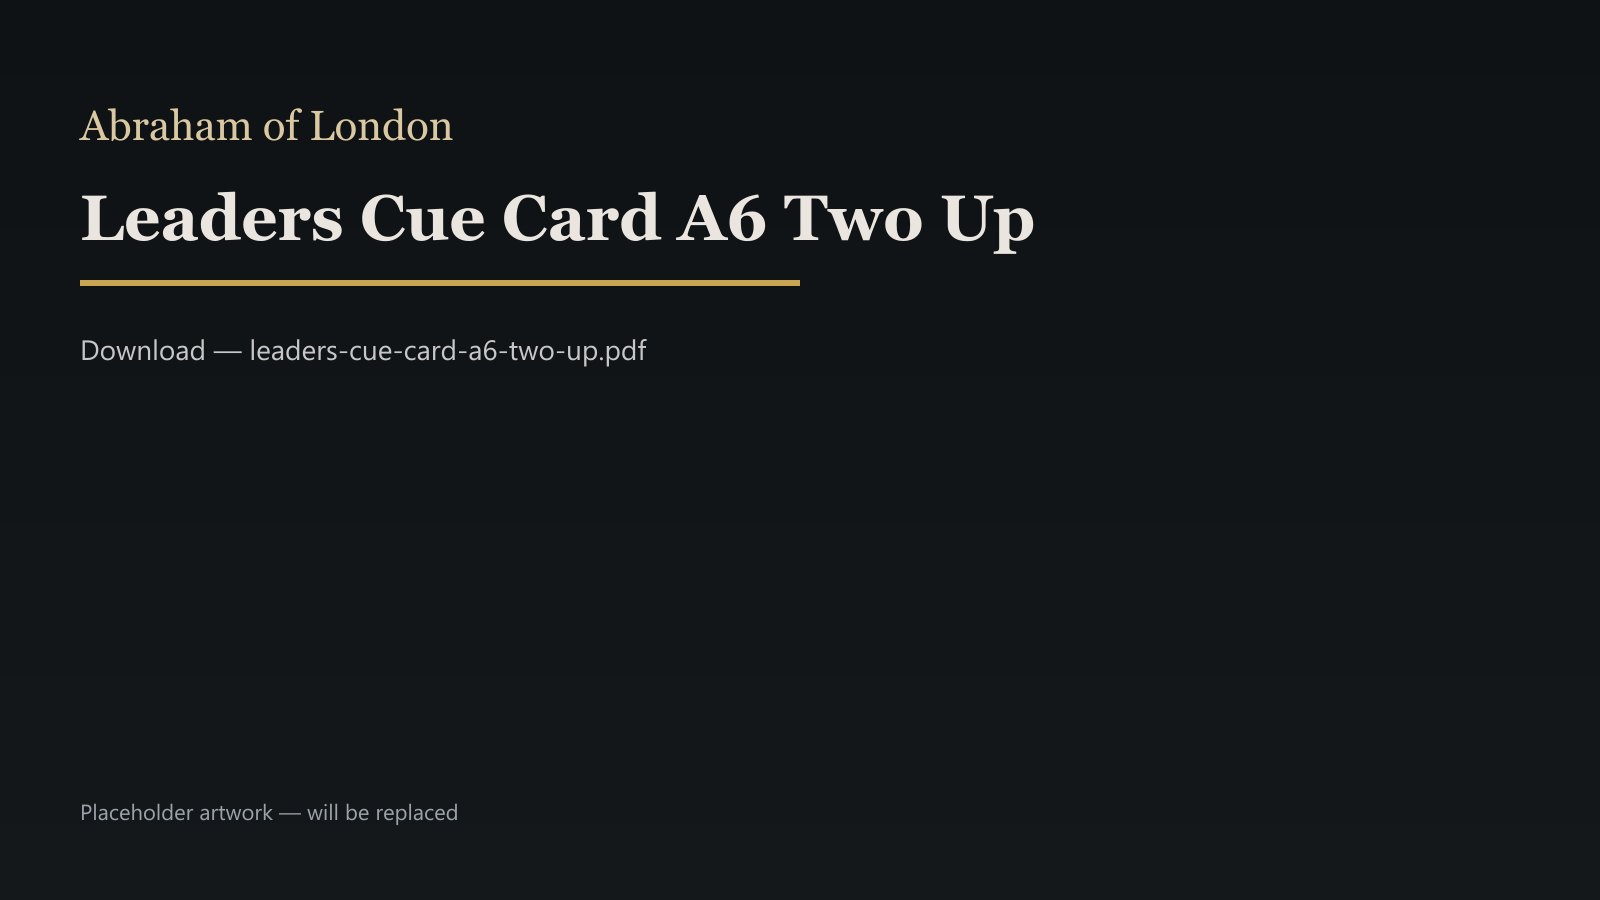 Abraham of London
Leaders Cue Card A6 Two Up
Download — leaders-cue-card-a6-two-up.pdf
Placeholder artwork — will be replaced